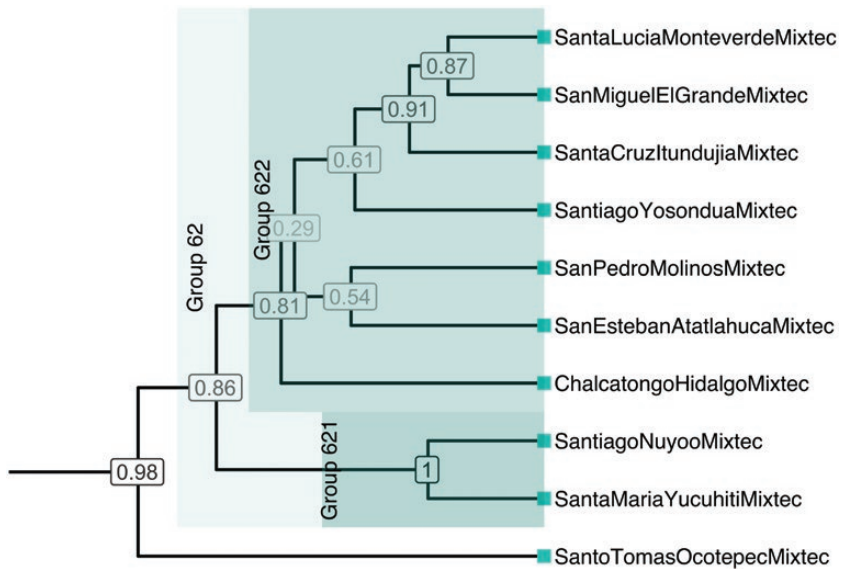 SantaLuciaMonteverdeMixtec
0.87
SanMiguelElGrandeMixtec
0.91
SantaCruzItundujiaMixtec
0.61
SantiagoYosonduaMixtec
Group 622
0.29
Group 62
SanPedroMolinosMixtec
0.54
0.81
SanEstebanAtatlahucaMixtec
ChalcatongoHidalgoMixtec
0.86
SantiagoNuyooMixtec
Group 621
1
0.98
SantaMariaYucuhitiMixtec
SantoTomasOcotepecMixtec